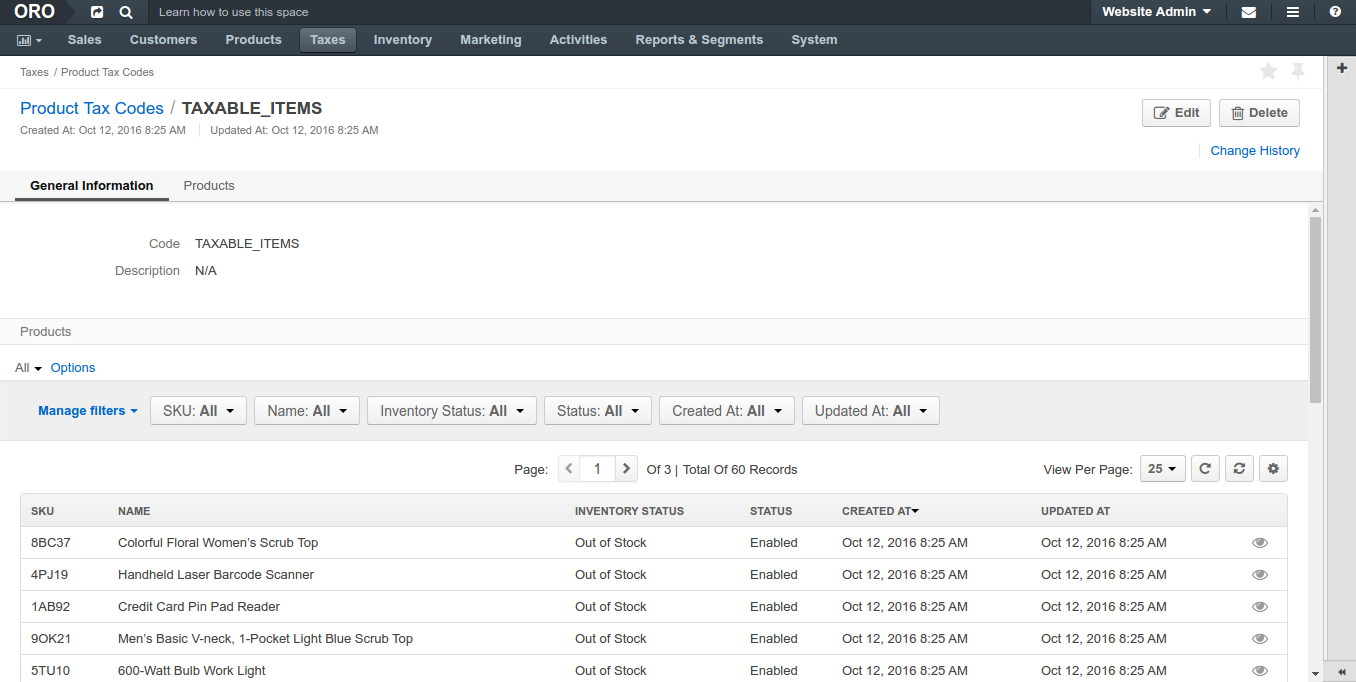 ORO Learn how to use this space Website Admin
Sales Customers Products Taxes Inventory Marketing Activities Reports & Segments System
Taxes / Product Tax Codes
Product Tax Codes / TAXABLE_ITEMS
Edit Delete
Created At: Oct 12, 2016 8:25 AM Updated At: Oct 12, 2016 8:25 AM
Change History
General Information Products
Code TAXABLE_ITEMS
Description N/A
Products
All Options
Manage filters SKU: All Name: All Inventory Status: All Status: All Created At: All Updated At: All
Page: 1 Of 3 | Total Of 60 Records View Per Page: 25
SKU NAME INVENTORY STATUS STATUS CREATED AT UPDATED AT
8BC37 Colorful Floral Women’s Scrub Top Out of Stock Enabled Oct 12, 2016 8:25 AM Oct 12, 2016 8:25 AM
4PJ19 Handheld Laser Barcode Scanner Out of Stock Enabled Oct 12, 2016 8:25 AM Oct 12, 2016 8:25 AM
1AB92 Credit Card Pin Pad Reader Out of Stock Enabled Oct 12, 2016 8:25 AM Oct 12, 2016 8:25 AM
9OK21 Men’s Basic V-neck, 1-Pocket Light Blue Scrub Top Out of Stock Enabled Oct 12, 2016 8:25 AM Oct 12, 2016 8:25 AM
5TU10 600-Watt Bulb Work Light Out of Stock Enabled Oct 12, 2016 8:25 AM Oct 12, 2016 8:25 AM